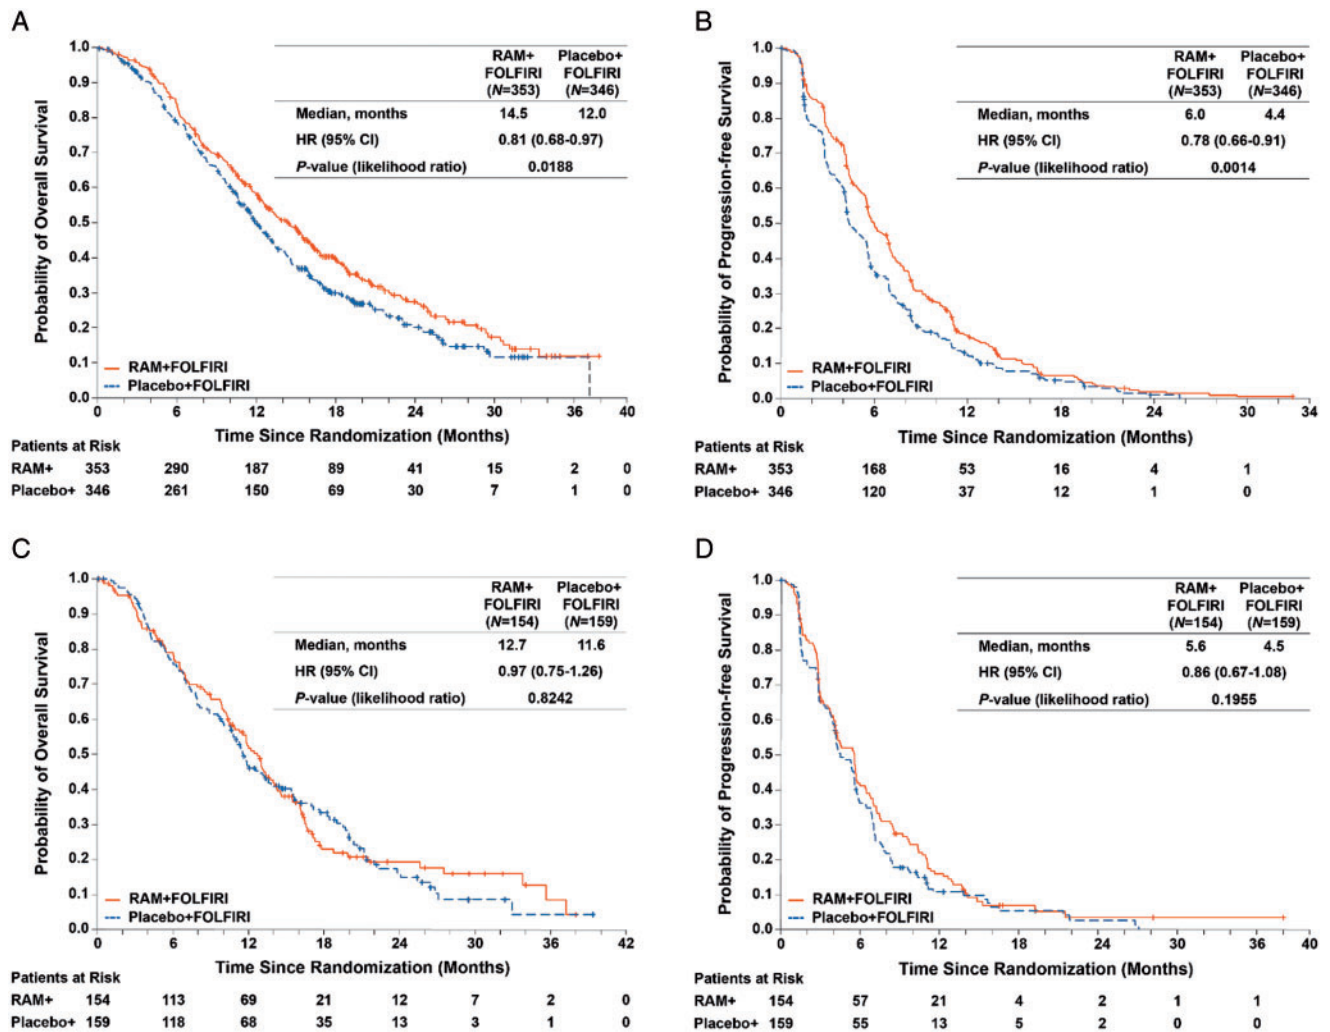 A
Probability of Overall Survival
1.0
0.9
0.8
0.7
0.6
0.5
0.4
0.3
0.2
0.1
0.0
RAM+ Placebo+
FOLFIRI FOLFIRI
(N=353) (N=346)
Median, months 14.5 12.0
HR (95% CI) 0.81 (0.68-0.97)
P-value (likelihood ratio) 0.0188
RAM+FOLFIRI
Placebo+FOLFIRI
0 6 12 18 24 30 36 40
Time Since Randomization (Months)
Patients at Risk
RAM+ 353 290 187 89 41 15 2 0
Placebo+ 346 261 150 69 30 7 1 0
B
Probability of Progression-free Survival
1.0
0.9
0.8
0.7
0.6
0.5
0.4
0.3
0.2
0.1
0.0
RAM+ Placebo+
FOLFIRI FOLFIRI
(N=353) (N=346)
Median, months 6.0 4.4
HR (95% CI) 0.78 (0.66-0.91)
P-value (likelihood ratio) 0.0014
RAM+FOLFIRI
Placebo+FOLFIRI
0 6 12 18 24 30 34
Time Since Randomization (Months)
Patients at Risk
RAM+ 353 168 53 16 4 1
Placebo+ 346 120 37 12 1 0
C
Probability of Overall Survival
1.0
0.9
0.8
0.7
0.6
0.5
0.4
0.3
0.2
0.1
0.0
RAM+ Placebo+
FOLFIRI FOLFIRI
(N=154) (N=159)
Median, months 12.7 11.6
HR (95% CI) 0.97 (0.75-1.26)
P-value (likelihood ratio) 0.8242
RAM+FOLFIRI
Placebo+FOLFIRI
0 6 12 18 24 30 36 42
Time Since Randomization (Months)
Patients at Risk
RAM+ 154 113 69 21 12 7 2 0
Placebo+ 159 118 68 35 13 3 1 0
D
Probability of Progression-free Survival
1.0
0.9
0.8
0.7
0.6
0.5
0.4
0.3
0.2
0.1
0.0
RAM+ Placebo+
FOLFIRI FOLFIRI
(N=154) (N=159)
Median, months 5.6 4.5
HR (95% CI) 0.86 (0.67-1.08)
P-value (likelihood ratio) 0.1955
RAM+FOLFIRI
Placebo+FOLFIRI
0 6 12 18 24 30 36 40
Time Since Randomization (Months)
Patients at Risk
RAM+ 154 57 21 4 2 1 1
Placebo+ 159 55 13 5 2 0 0